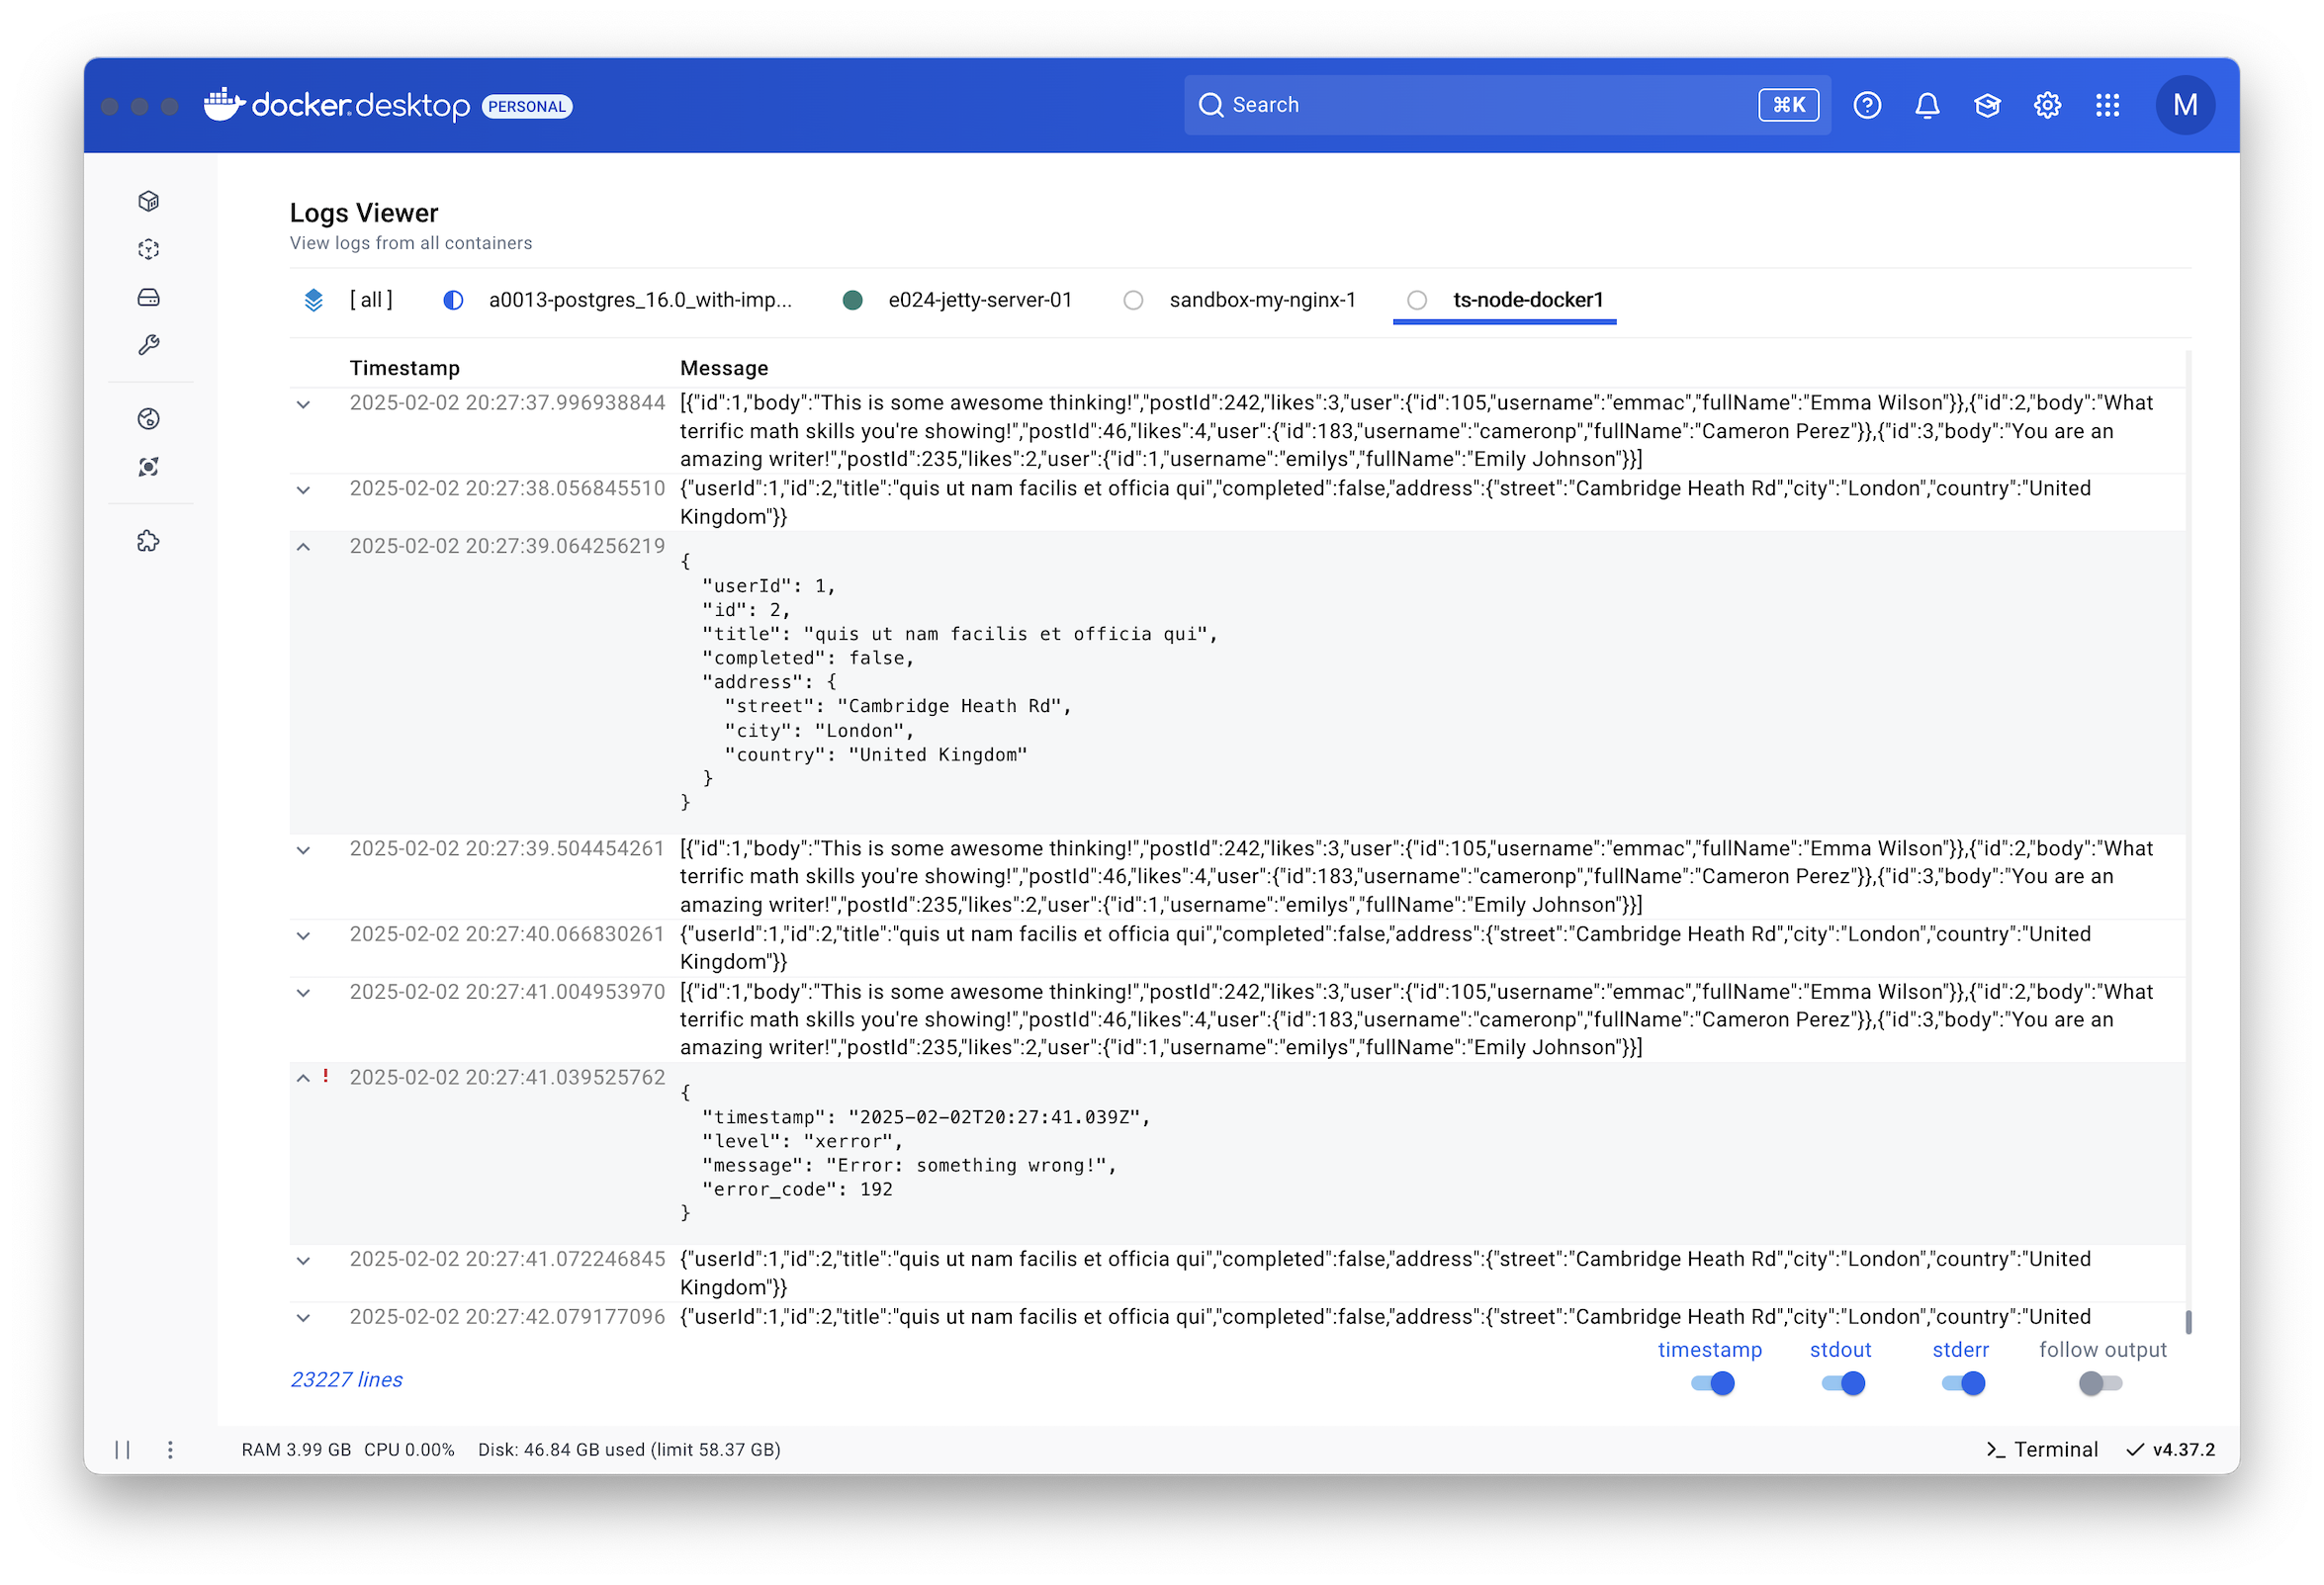 docker.desktop PERSONAL
Search ⌘K
M
Logs Viewer
View logs from all containers
[ all ] a0013-postgres_16.0_with-imp... e024-jetty-server-01 sandbox-my-nginx-1 ts-node-docker1
Timestamp Message
2025-02-02 20:27:37.996938844 [{"id":1,"body":"This is some awesome thinking!","postId":242,"likes":3,"user":{"id":105,"username":"emmac","fullName":"Emma Wilson"}},{"id":2,"body":"What
terrific math skills you're showing!","postId":46,"likes":4,"user":{"id":183,"username":"cameronp","fullName":"Cameron Perez"}},{"id":3,"body":"You are an
amazing writer!","postId":235,"likes":2,"user":{"id":1,"username":"emilys","fullName":"Emily Johnson"}}]
2025-02-02 20:27:38.056845510 {"userId":1,"id":2,"title":"quis ut nam facilis et officia qui","completed":false,"address":{"street":"Cambridge Heath Rd","city":"London","country":"United
Kingdom"}}
2025-02-02 20:27:39.064256219
{
  "userId": 1,
  "id": 2,
  "title": "quis ut nam facilis et officia qui",
  "completed": false,
  "address": {
    "street": "Cambridge Heath Rd",
    "city": "London",
    "country": "United Kingdom"
  }
}
2025-02-02 20:27:39.504454261 [{"id":1,"body":"This is some awesome thinking!","postId":242,"likes":3,"user":{"id":105,"username":"emmac","fullName":"Emma Wilson"}},{"id":2,"body":"What
terrific math skills you're showing!","postId":46,"likes":4,"user":{"id":183,"username":"cameronp","fullName":"Cameron Perez"}},{"id":3,"body":"You are an
amazing writer!","postId":235,"likes":2,"user":{"id":1,"username":"emilys","fullName":"Emily Johnson"}}]
2025-02-02 20:27:40.066830261 {"userId":1,"id":2,"title":"quis ut nam facilis et officia qui","completed":false,"address":{"street":"Cambridge Heath Rd","city":"London","country":"United
Kingdom"}}
2025-02-02 20:27:41.004953970 [{"id":1,"body":"This is some awesome thinking!","postId":242,"likes":3,"user":{"id":105,"username":"emmac","fullName":"Emma Wilson"}},{"id":2,"body":"What
terrific math skills you're showing!","postId":46,"likes":4,"user":{"id":183,"username":"cameronp","fullName":"Cameron Perez"}},{"id":3,"body":"You are an
amazing writer!","postId":235,"likes":2,"user":{"id":1,"username":"emilys","fullName":"Emily Johnson"}}]
! 2025-02-02 20:27:41.039525762
{
  "timestamp": "2025-02-02T20:27:41.039Z",
  "level": "xerror",
  "message": "Error: something wrong!",
  "error_code": 192
}
2025-02-02 20:27:41.072246845 {"userId":1,"id":2,"title":"quis ut nam facilis et officia qui","completed":false,"address":{"street":"Cambridge Heath Rd","city":"London","country":"United
Kingdom"}}
2025-02-02 20:27:42.079177096 {"userId":1,"id":2,"title":"quis ut nam facilis et officia qui","completed":false,"address":{"street":"Cambridge Heath Rd","city":"London","country":"United
timestamp stdout stderr follow output
23227 lines
RAM 3.99 GB CPU 0.00% Disk: 46.84 GB used (limit 58.37 GB) Terminal v4.37.2